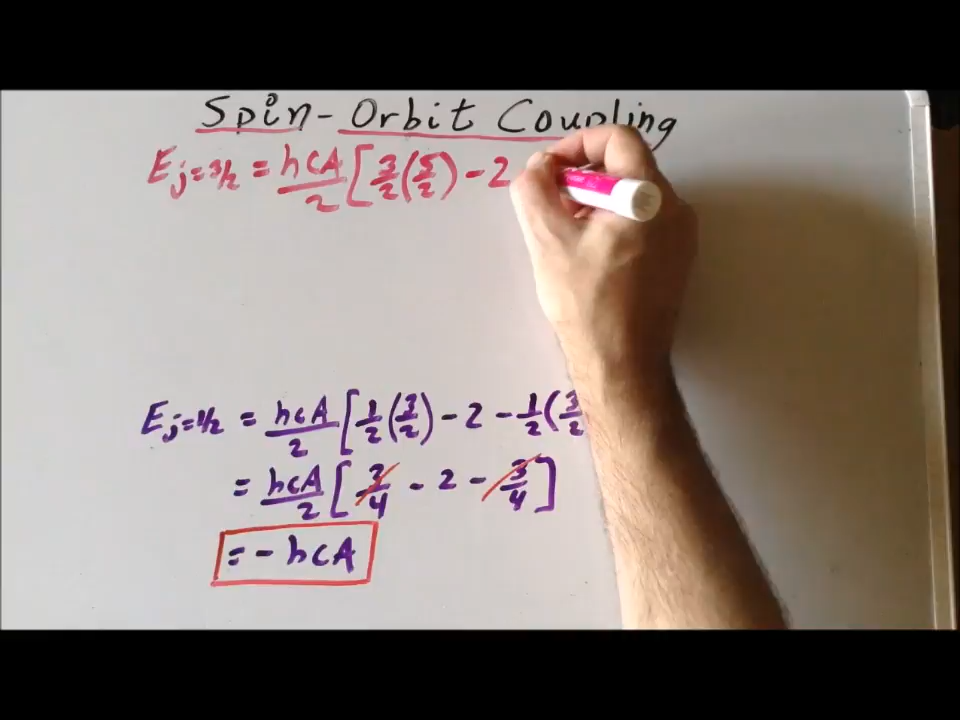 Spin-Orbit Coupling
E_{j=3/2} = hcA/2 [3/2(5/2) - 2
E_{j=1/2} = hcA/2 [1/2(3/2) - 2 - 1/2(3/2
= hcA/2 [3/4 - 2 - 3/4]
= - hcA